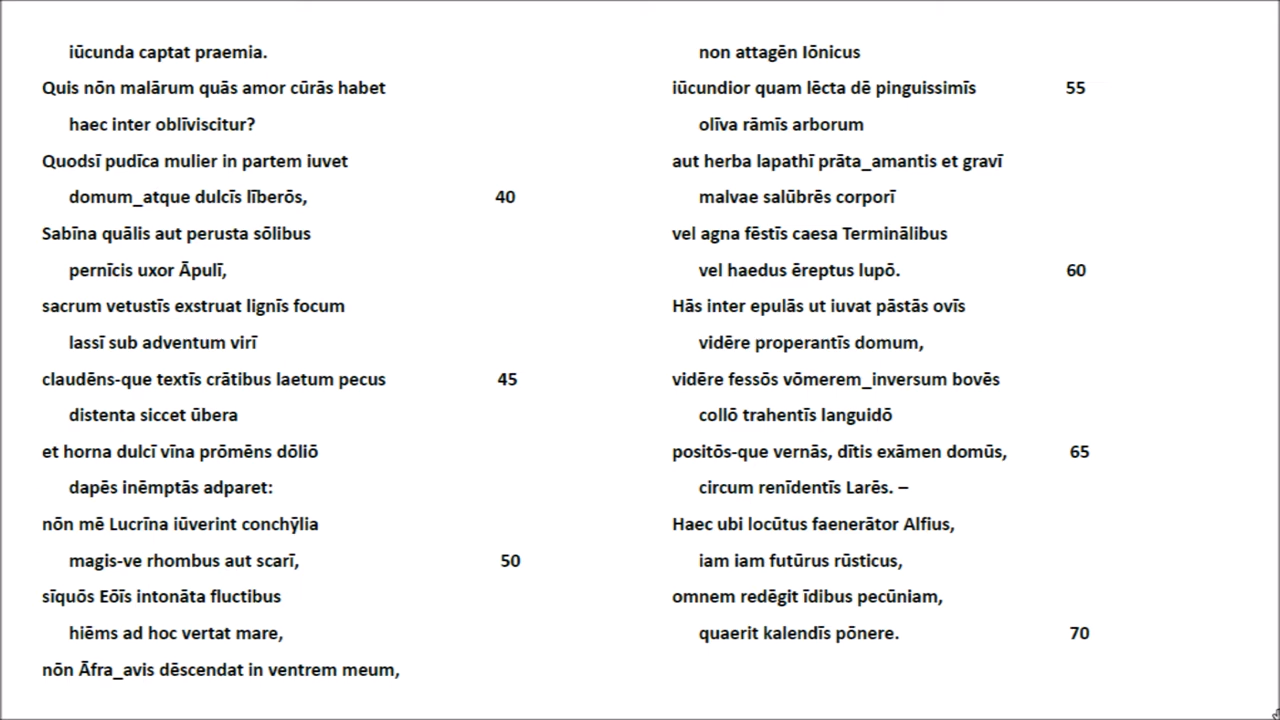 iūcunda captat praemia.
Quis nōn malārum quās amor cūrās habet
haec inter oblīviscitur?
Quodsī pudīca mulier in partem iuvet
domum_atque dulcīs līberōs, 40
Sabīna quālis aut perusta sōlibus
pernīcis uxor Āpulī,
sacrum vetustīs exstruat lignīs focum
lassī sub adventum virī
claudēns-que textīs crātibus laetum pecus 45
distenta siccet ūbera
et horna dulcī vīna prōmēns dōliō
dapēs inēmptās adparet:
nōn mē Lucrīna iūverint conchȳlia
magis-ve rhombus aut scarī, 50
sīquōs Eōīs intonāta fluctibus
hiēms ad hoc vertat mare,
nōn Āfra_avis dēscendat in ventrem meum,
non attagēn Iōnicus
iūcundior quam lēcta dē pinguissimīs 55
olīva rāmīs arborum
aut herba lapathī prāta_amantis et gravī
malvae salūbrēs corporī
vel agna fēstīs caesa Terminālibus
vel haedus ēreptus lupō. 60
Hās inter epulās ut iuvat pāstās ovīs
vidēre properantīs domum,
vidēre fessōs vōmerem_inversum bovēs
collō trahentīs languidō
positōs-que vernās, dītis exāmen domūs, 65
circum renīdentīs Larēs. –
Haec ubi locūtus faenerātor Alfius,
iam iam futūrus rūsticus,
omnem redēgit īdibus pecūniam,
quaerit kalendīs pōnere. 70